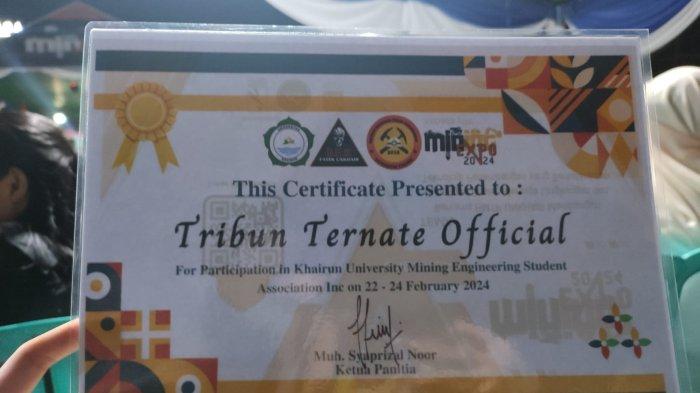 EXPO
2024
This Certificate Presented to :
Tribun Ternate Official
For Participation in Khairun University Mining Engineering Student
Association Inc on 22 - 24 February 2024
Muh. Syaprizal Noor
Ketua Panitia